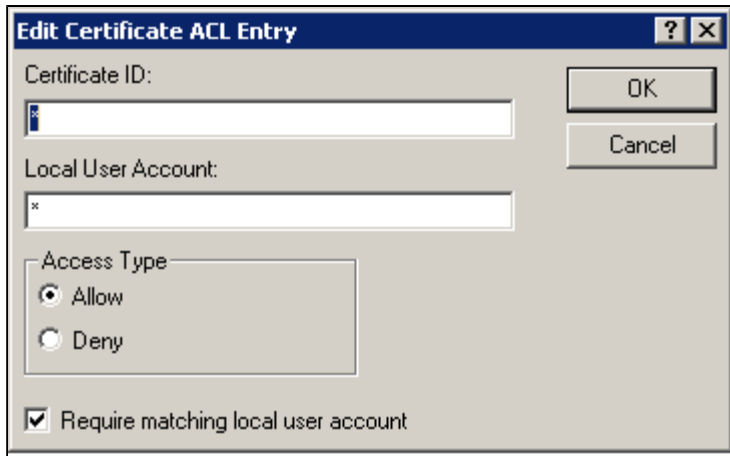 Edit Certificate ACL Entry
Certificate ID:
*
OK
Cancel
Local User Account:
*
Access Type
Allow
Deny
Require matching local user account